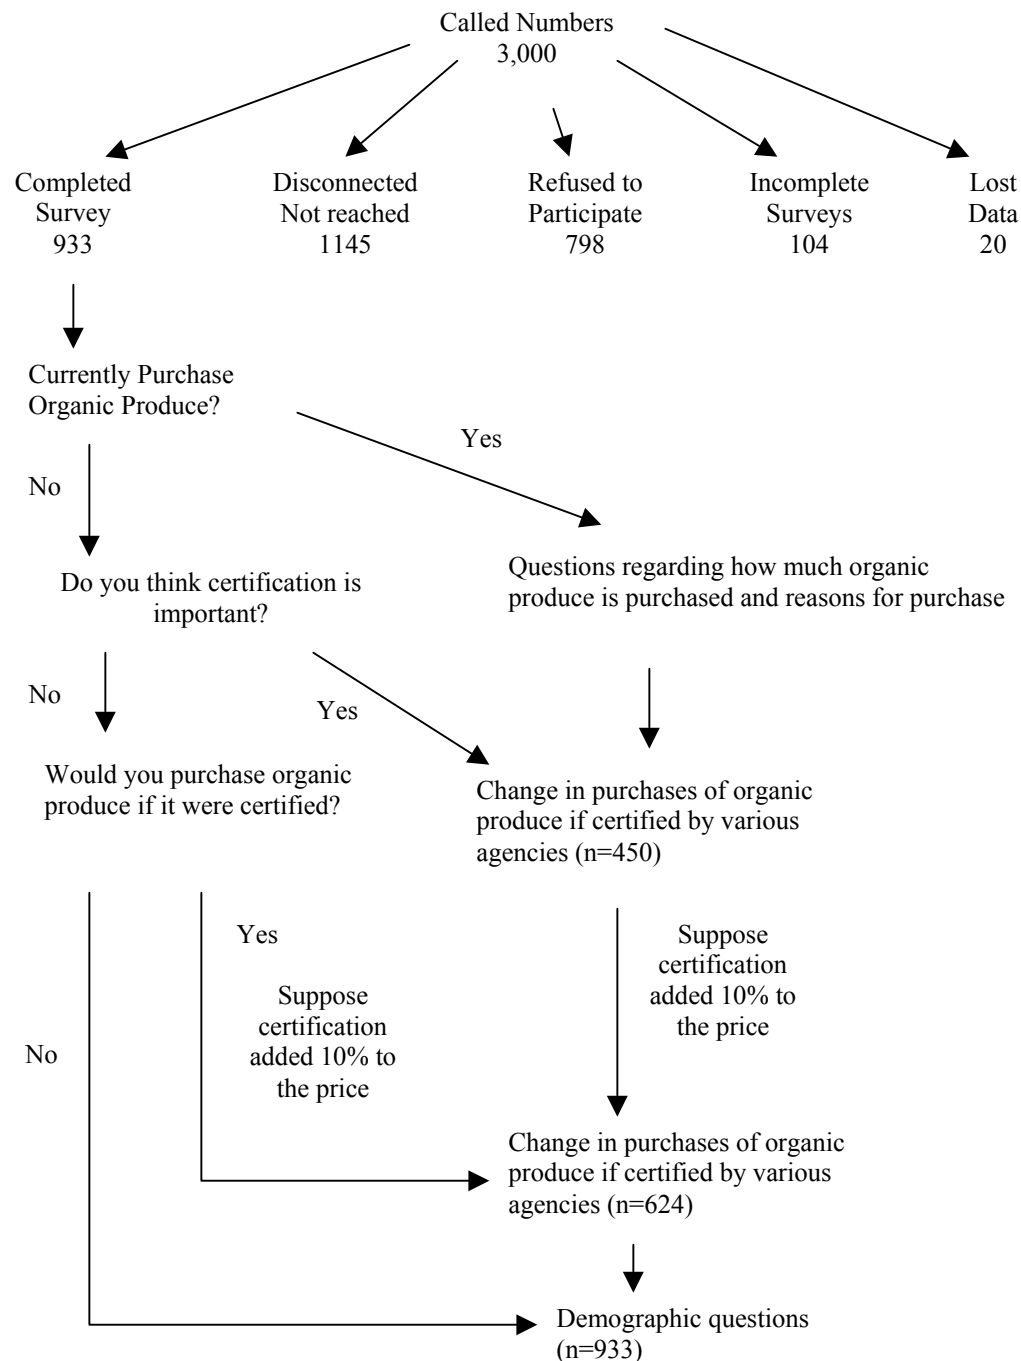 Called Numbers
3,000
Completed
Survey
933
Disconnected
Not reached
1145
Refused to
Participate
798
Incomplete
Surveys
104
Lost
Data
20
Currently Purchase
Organic Produce?
Yes
No
Do you think certification is
important?
Questions regarding how much organic
produce is purchased and reasons for purchase
No
Yes
Would you purchase organic
produce if it were certified?
Change in purchases of organic
produce if certified by various
agencies (n=450)
Yes
Suppose
certification
added 10% to
the price
Suppose
certification
added 10% to
the price
No
Change in purchases of organic
produce if certified by various
agencies (n=624)
Demographic questions
(n=933)